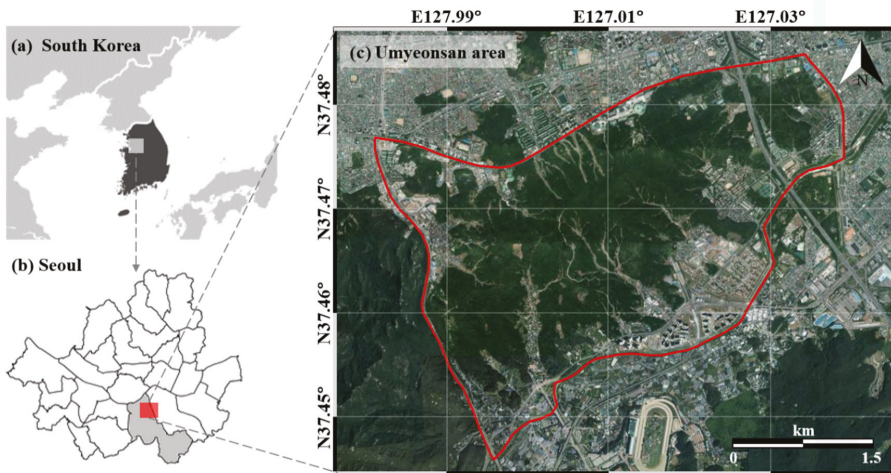 E127.99° E127.01° E127.03°
(a) South Korea
(c) Umyeonsan area
N
N37.48°
N37.47°
(b) Seoul
N37.46°
N37.45°
km
0 1.5